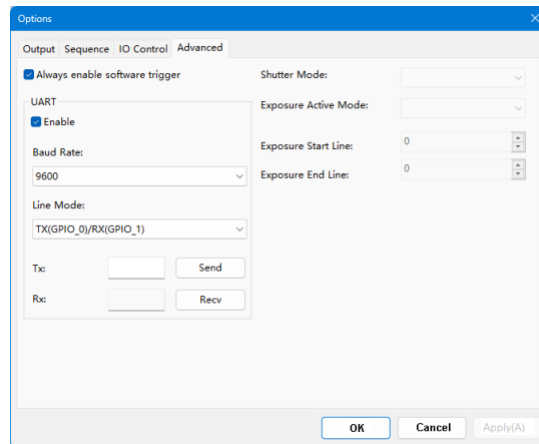 Options
Output Sequence IO Control Advanced
Always enable software trigger
UART
Enable
Baud Rate:
9600
Line Mode:
TX(GPIO_0)/RX(GPIO_1)
Tx: Send
Rx: Recv
Shutter Mode:
Exposure Active Mode:
Exposure Start Line: 0
Exposure End Line: 0
OK Cancel Apply(A)